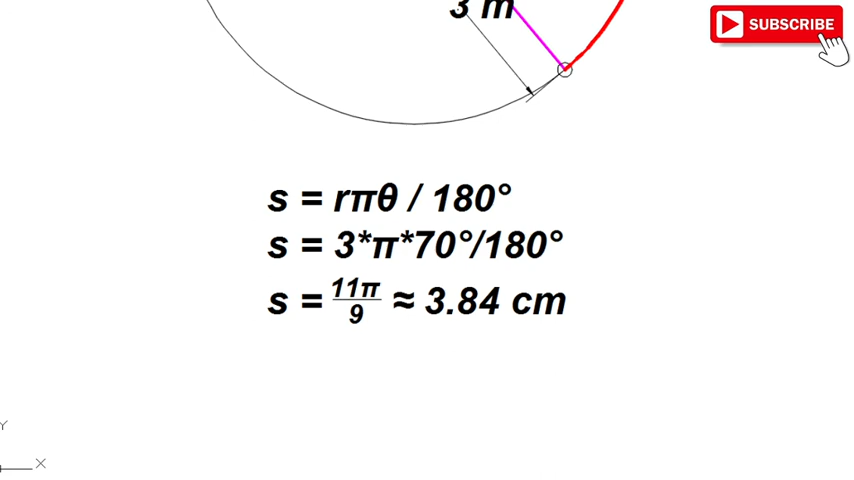 3 m
SUBSCRIBE
s = rπθ / 180°
s = 3*π*70°/180°
s = 11π/9 ≈ 3.84 cm
Y
X